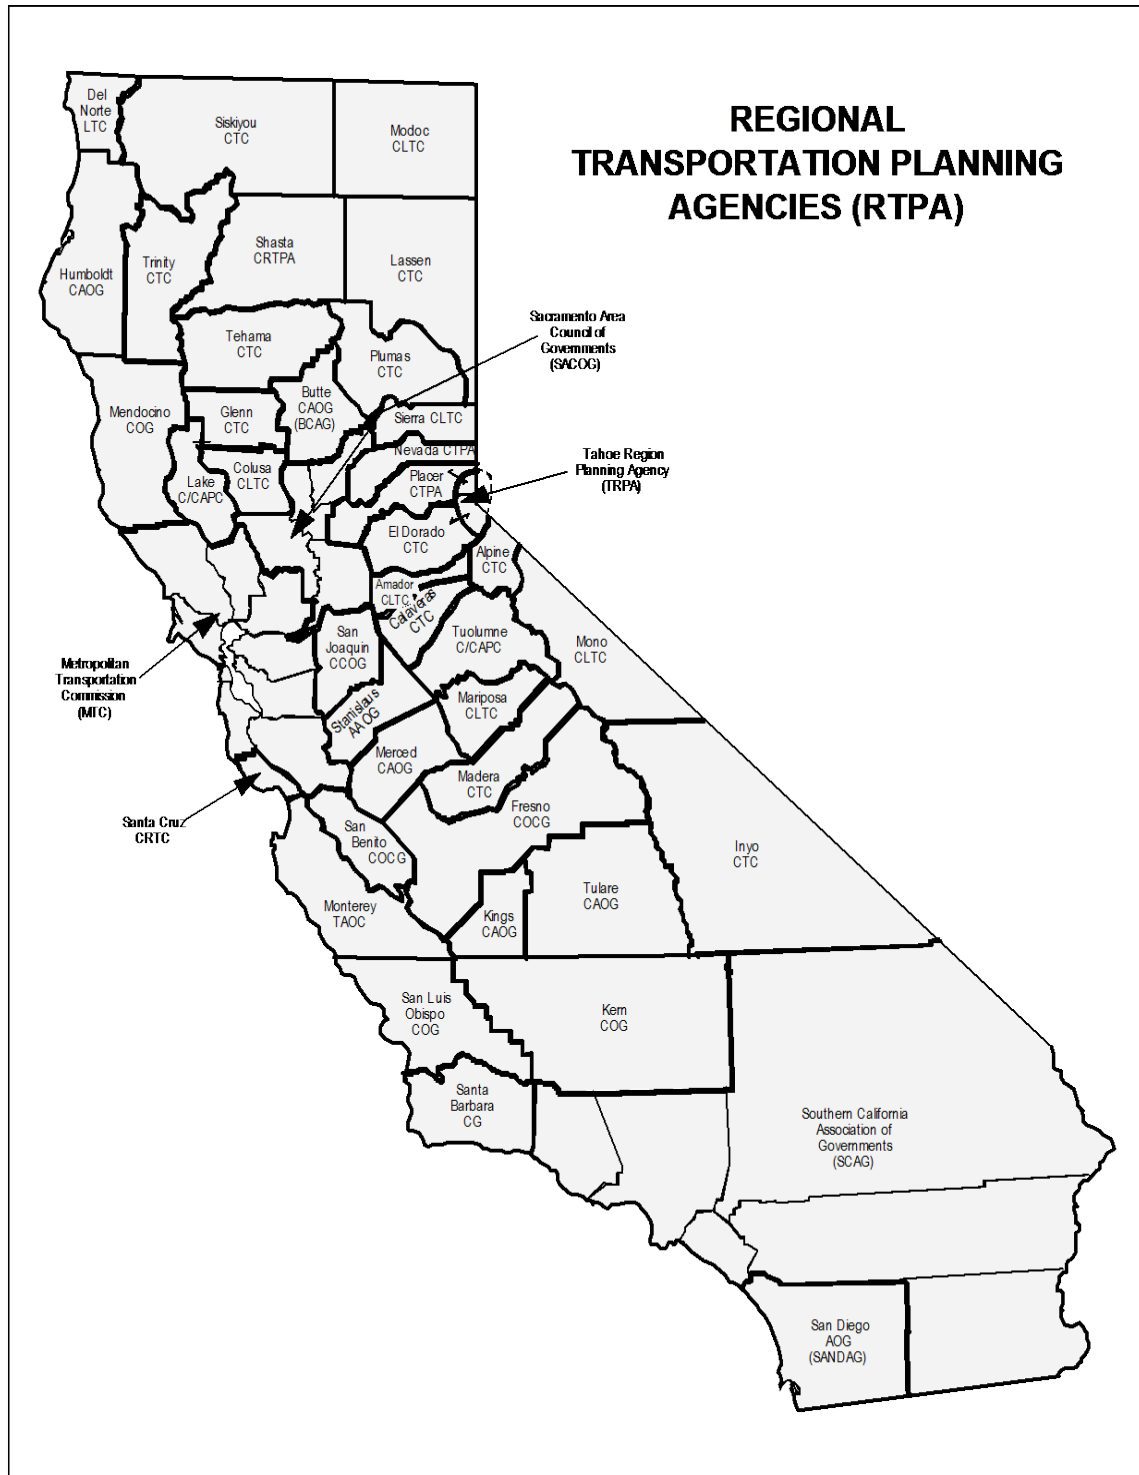 REGIONAL
TRANSPORTATION PLANNING
AGENCIES (RTPA)
Del
Norte
LTC
Siskiyou
CTC
Modoc
CLTC
Humboldt
CAOG
Trinity
CTC
Shasta
CRTPA
Lassen
CTC
Sacramento Area
Council of
Governments
(SACOG)
Tehama
CTC
Plumas
CTC
Mendocino
COG
Glenn
CTC
Butte
CAOG
(BCAG)
Sierra CLTC
Nevada CTPA
Lake
C/CAPC
Colusa
CLTC
Placer
CTPA
Tahoe Region
Planning Agency
(TRPA)
El Dorado
CTC
Alpine
CTC
Amador
CLTC
Calaveras
CTC
San
Joaquin
CCOG
Tuolumne
C/CAPC
Mono
CLTC
Metropolitan
Transportation
Commission
(MTC)
Stanislaus
AAOG
Mariposa
CLTC
Merced
CAOG
Madera
CTC
Santa Cruz
CRTC
San
Benito
COCG
Fresno
COCG
Inyo
CTC
Monterey
TAOC
Kings
CAOG
Tulare
CAOG
San Luis
Obispo
COG
Kern
COG
Santa
Barbara
CG
Southern California
Association of
Governments
(SCAG)
San Diego
AOG
(SANDAG)